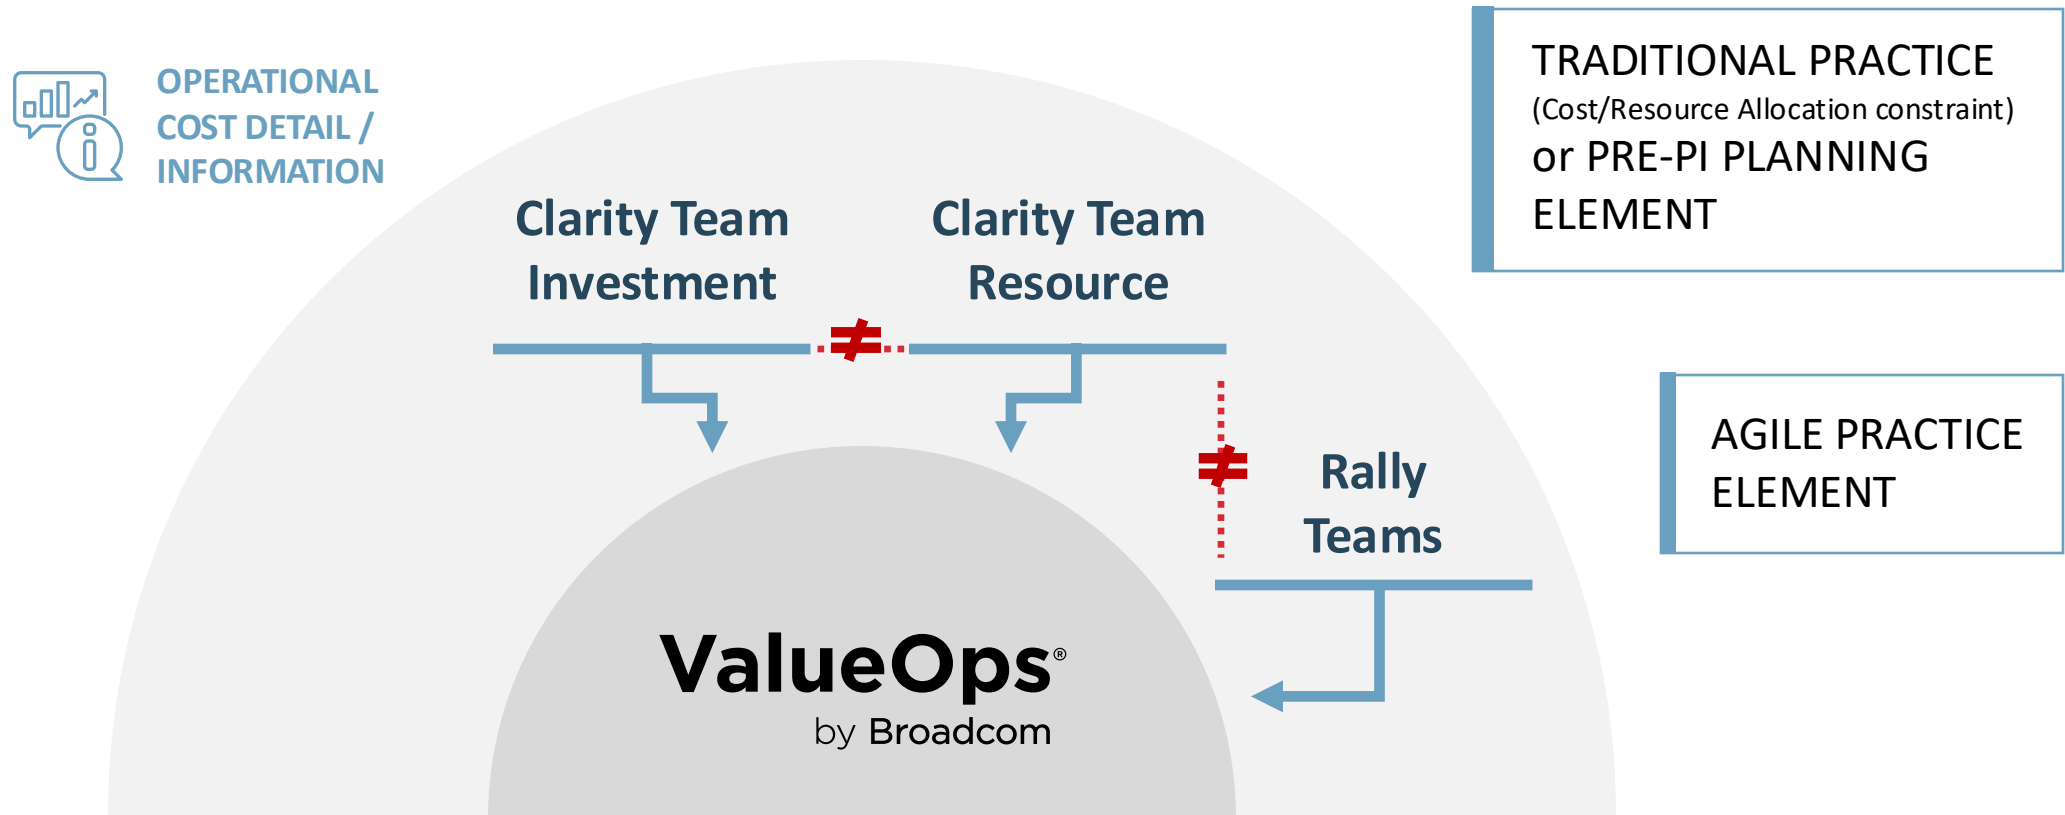 OPERATIONAL
COST DETAIL /
INFORMATION
Clarity Team
Investment
≠
Clarity Team
Resource
≠
Rally
Teams
ValueOps®
by Broadcom
TRADITIONAL PRACTICE
(Cost/Resource Allocation constraint)
or PRE-PI PLANNING
ELEMENT
AGILE PRACTICE
ELEMENT